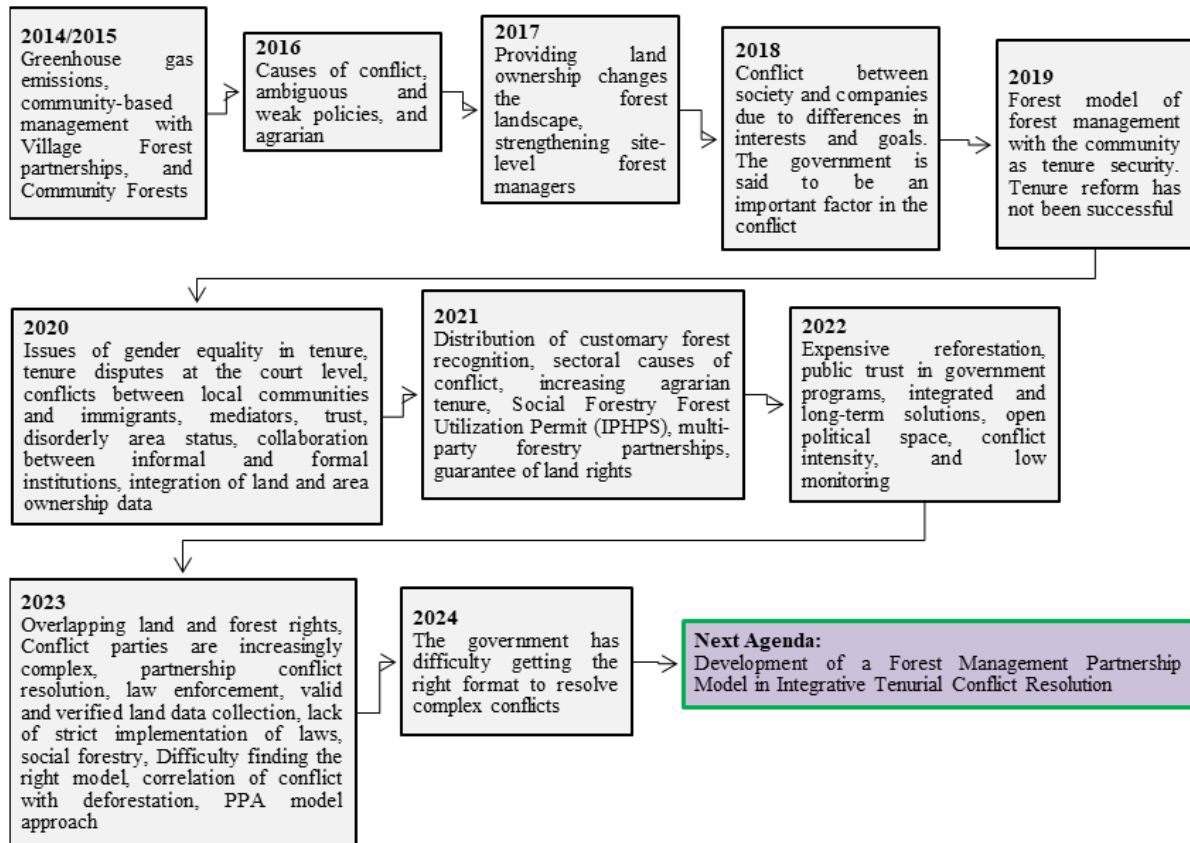 2014/2015
Greenhouse gas
emissions,
community-based
management with
Village Forest
partnerships, and
Community Forests
2016
Causes of conflict,
ambiguous and
weak policies, and
agrarian
2017
Providing land
ownership changes
the forest
landscape,
strengthening site-
level forest
managers
2018
Conflict between
society and companies
due to differences in
interests and goals.
The government is
said to be an
important factor in the
conflict
2019
Forest model of
forest management
with the community
as tenure security.
Tenure reform has
not been successful
2020
Issues of gender equality in tenure,
tenure disputes at the court level,
conflicts between local communities
and immigrants, mediators, trust,
disorderly area status, collaboration
between informal and formal
institutions, integration of land and area
ownership data
2021
Distribution of customary forest
recognition, sectoral causes of
conflict, increasing agrarian
tenure, Social Forestry Forest
Utilization Permit (IPHPS), multi-
party forestry partnerships,
guarantee of land rights
2022
Expensive reforestation,
public trust in government
programs, integrated and
long-term solutions, open
political space, conflict
intensity, and low
monitoring
2023
Overlapping land and forest rights,
Conflict parties are increasingly
complex, partnership conflict
resolution, law enforcement, valid
and verified land data collection, lack
of strict implementation of laws,
social forestry, Difficulty finding the
right model, correlation of conflict
with deforestation, PPA model
approach
2024
The government has
difficulty getting the
right format to resolve
complex conflicts
Next Agenda:
Development of a Forest Management Partnership
Model in Integrative Tenurial Conflict Resolution